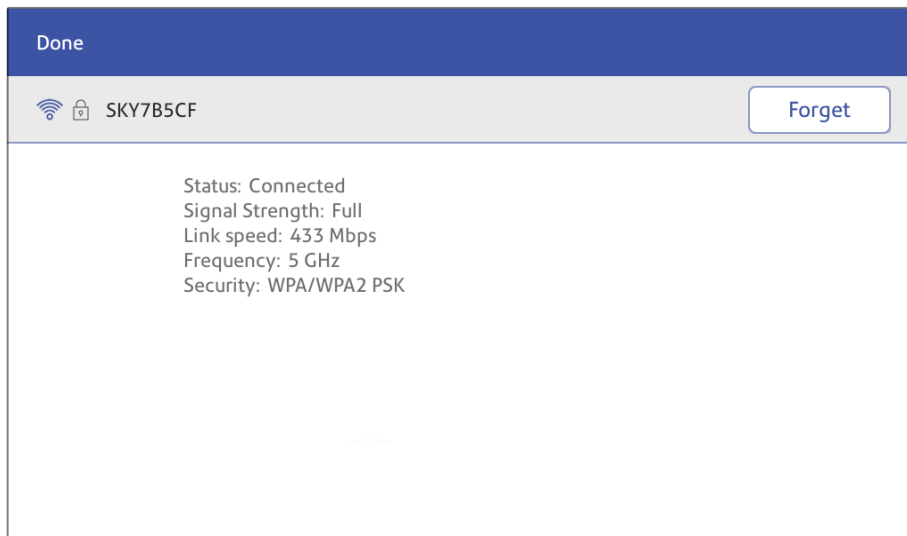 Done
SKY7B5CF
Forget
Status: Connected
Signal Strength: Full
Link speed: 433 Mbps
Frequency: 5 GHz
Security: WPA/WPA2 PSK